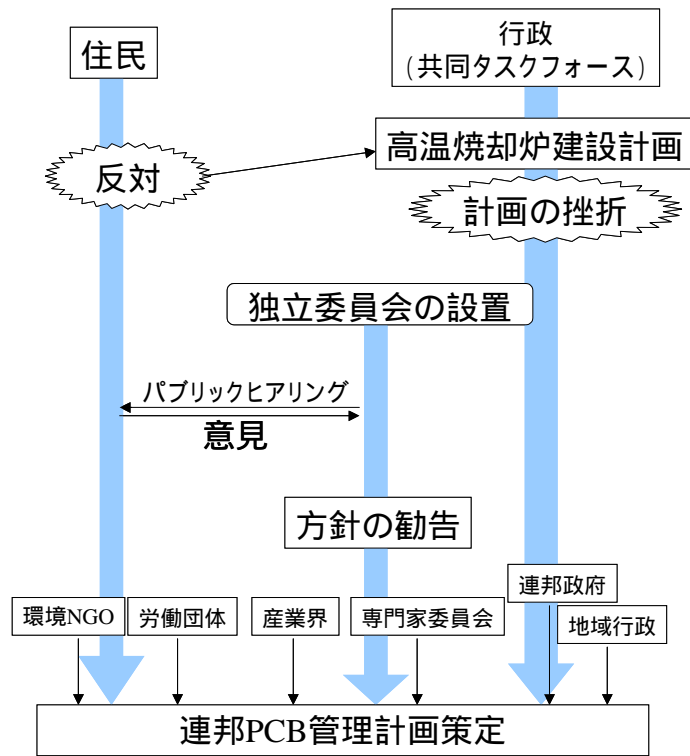 住民
行政
(共同タスクフォース)
高温焼却炉建設計画
反対
計画の挫折
独立委員会の設置
パブリックヒアリング
意見
方針の勧告
連邦政府
環境NGO
労働団体
産業界
専門家委員会
地域行政
連邦PCB管理計画策定